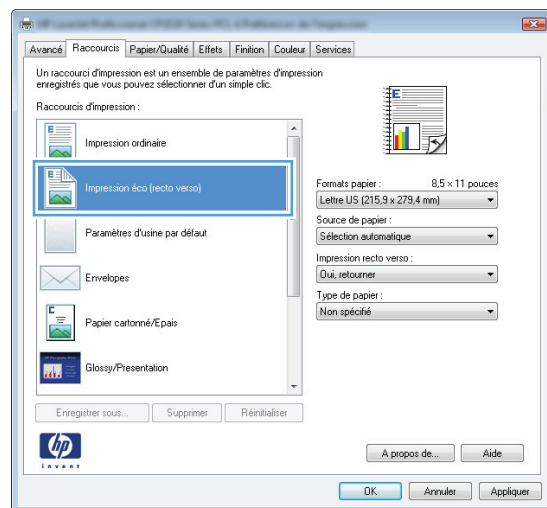 Avancé Raccourcis Papier/Qualité Effets Finition Couleur Services
Un raccourci d'impression est un ensemble de paramètres d'impression
enregistrés que vous pouvez sélectionner d'un simple clic.
Raccourcis d'impression :
Impression ordinaire
Impression éco (recto verso)
Paramètres d'usine par défaut
Envelopes
Papier cartonné/Epais
Glossy/Presentation
Enregistrer sous... Supprimer Réinitialiser
Formats papier : 8,5 × 11 pouces
Lettre US (215,9 x 279,4 mm)
Source de papier :
Sélection automatique
Impression recto verso :
Oui, retourner
Type de papier :
Non spécifié
hp
invent
A propos de... Aide
OK Annuler Appliquer